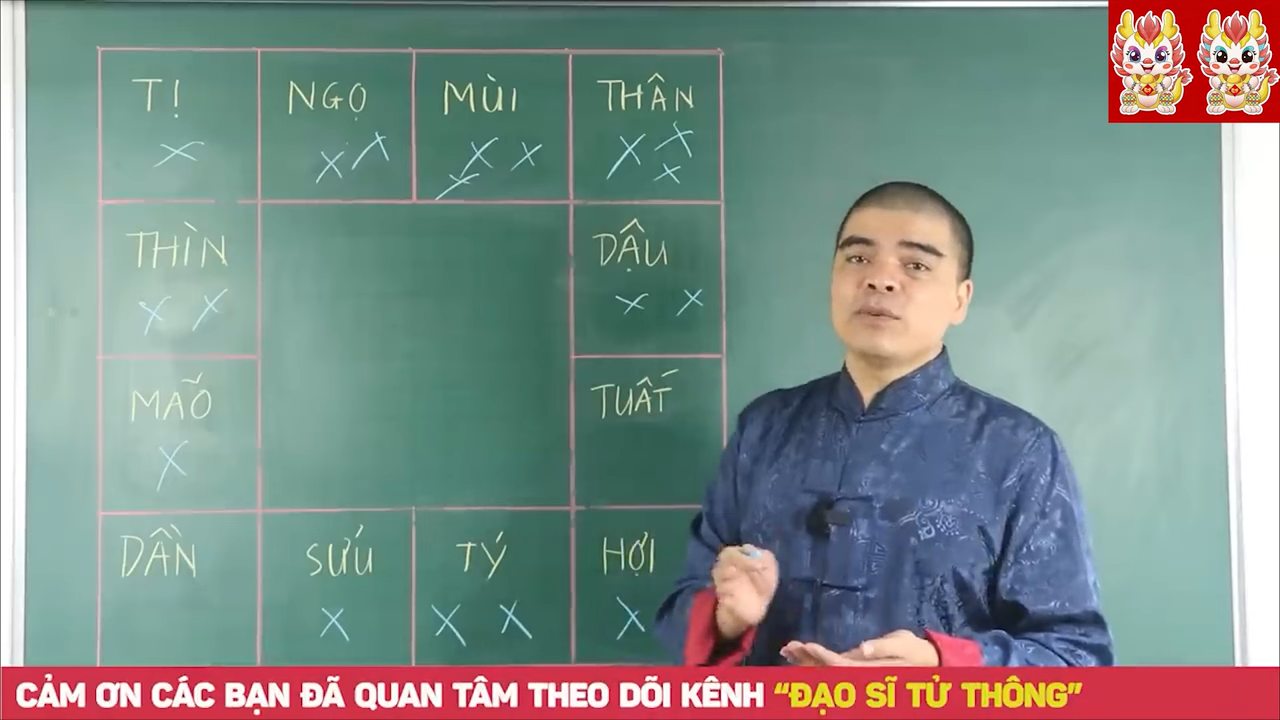 TỊ NGỌ MÙI THÂN
X X X X X X X X X
THÌN DẬU
X X X X
MÃO TUẤT
X
DẦN SỬU TÝ HỢI
X X X X
CẢM ƠN CÁC BẠN ĐÃ QUAN TÂM THEO DÕI KÊNH “ĐẠO SĨ TỬ THÔNG”